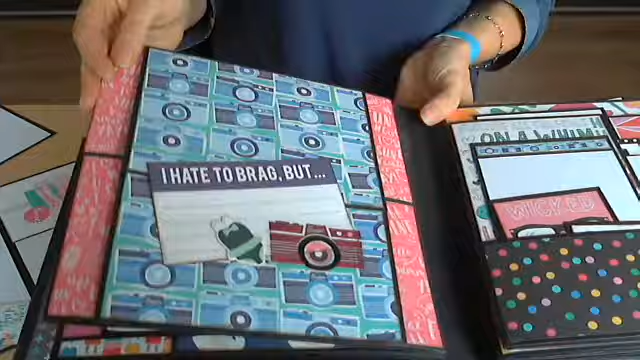 I HATE TO BRAG, BUT...
ON A WHIM
WICKED